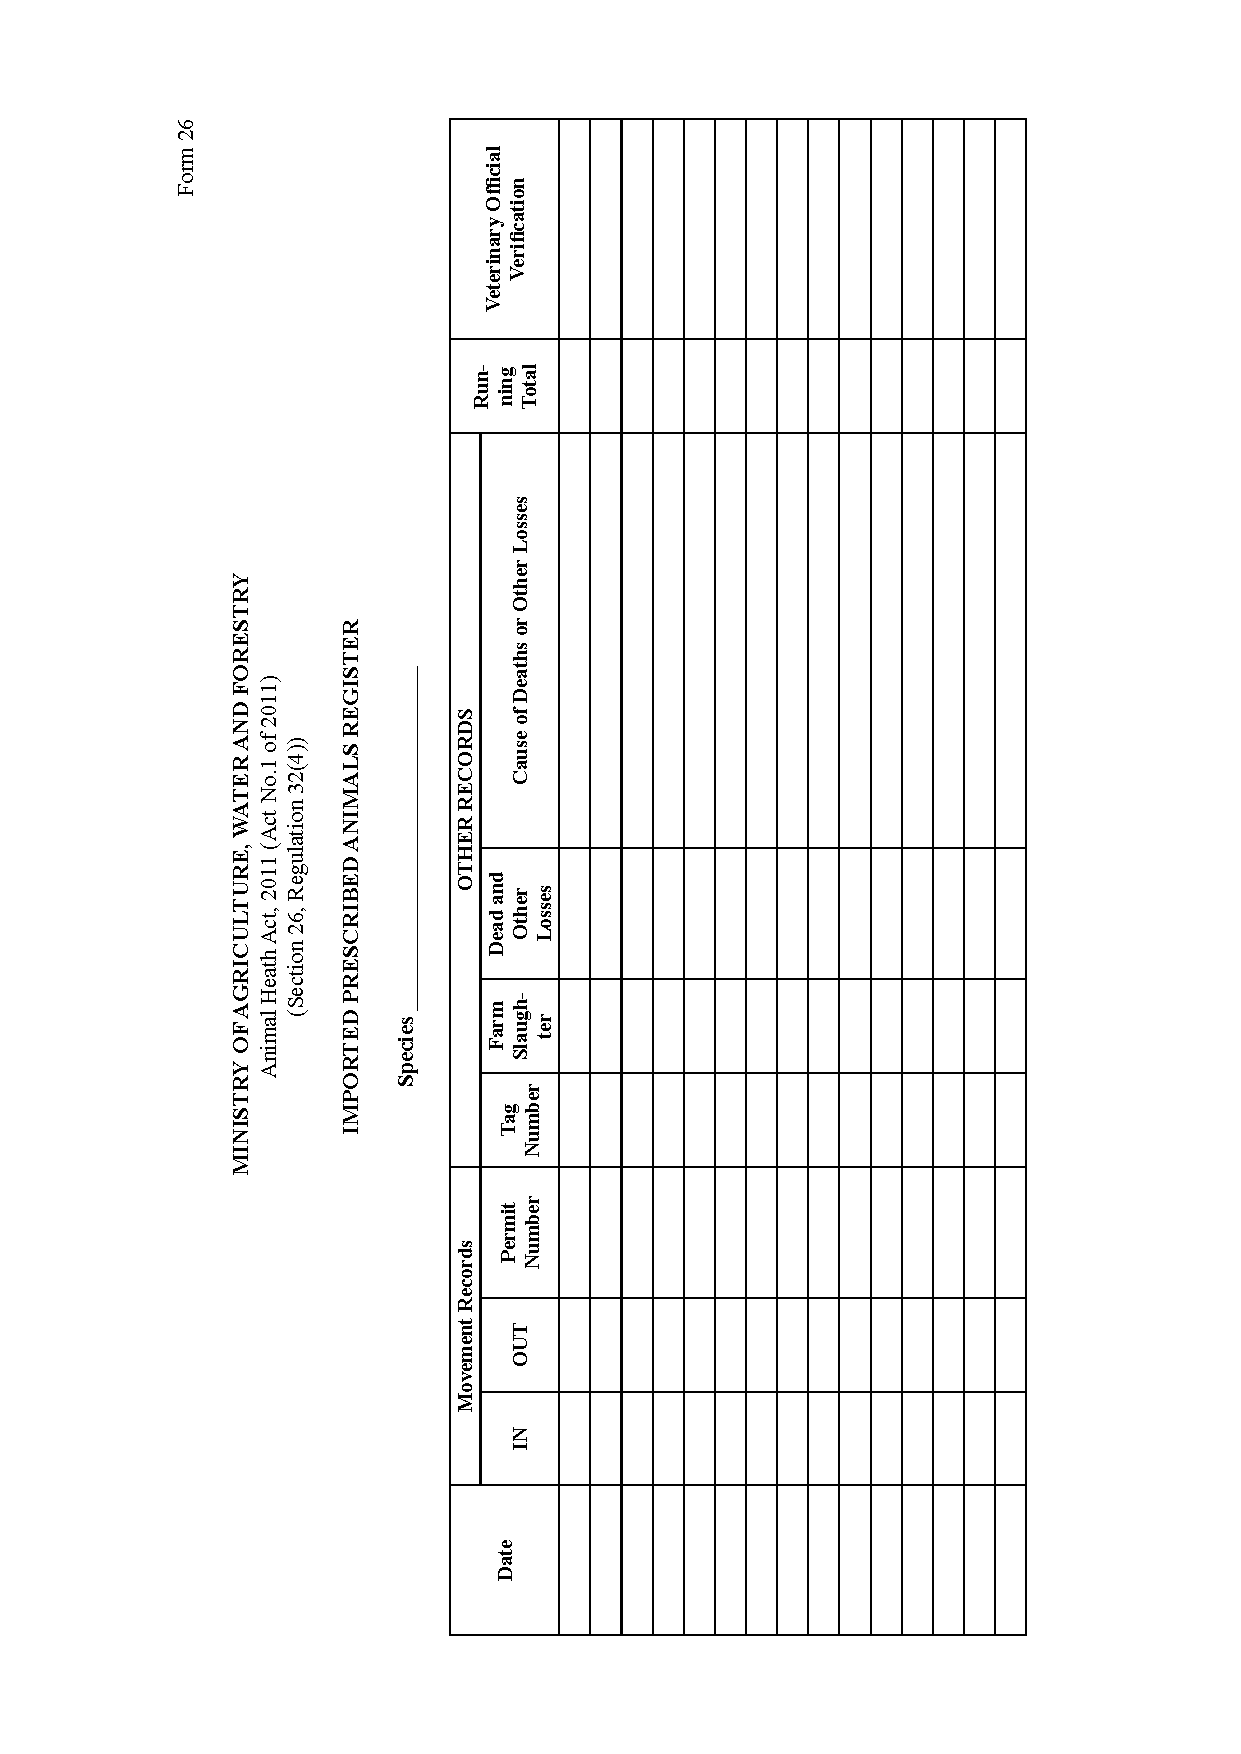 Form 26
MINISTRY OF AGRICULTURE, WATER AND FORESTRY
Animal Heath Act, 2011 (Act No.1 of 2011)
(Section 26, Regulation 32(4))
IMPORTED PRESCRIBED ANIMALS REGISTER
Species
Date
Movement Records
IN
OUT
Permit
Number
OTHER RECORDS
Tag
Number
Farm
Slaugh-
ter
Dead and
Other
Losses
Cause of Deaths or Other Losses
Run-
ning
Total
Veterinary Official
Verification